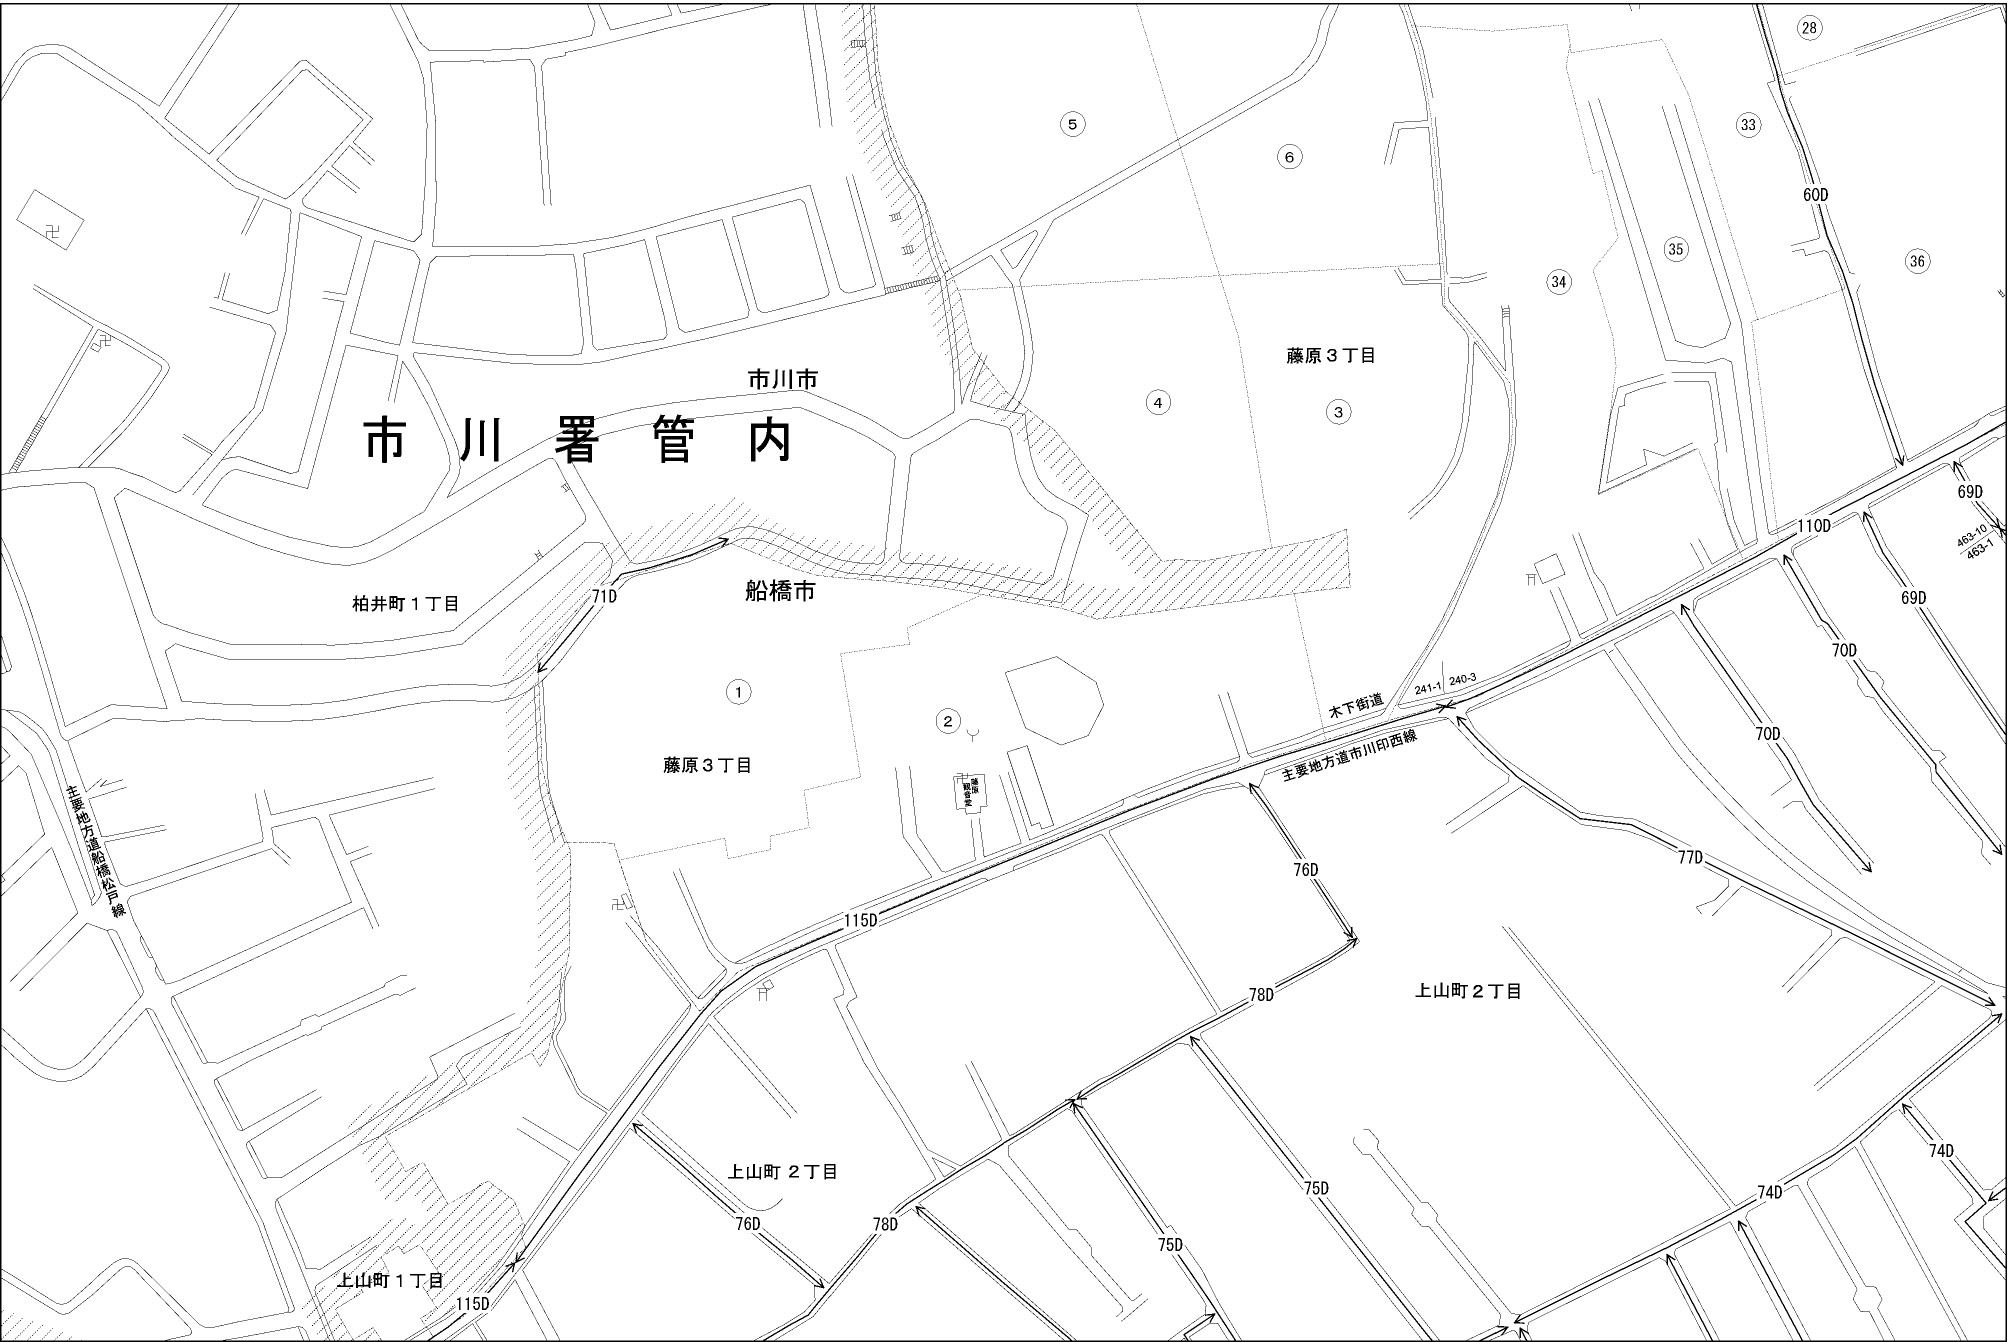 28
5
33
6
60D
35
36
34
藤原３丁目
市川市
4
3
市川署管内
69D
110D
463-10
463-1
船橋市
71D
柏井町１丁目
69D
70D
1
241-1
240-3
木下街道
2
70D
主要地方道市川印西線
藤原３丁目
藤原
観音堂
主要地方道船橋松戸線
77D
76D
115D
上山町２丁目
78D
74D
上山町２丁目
75D
74D
76D
78D
75D
上山町１丁目
115D